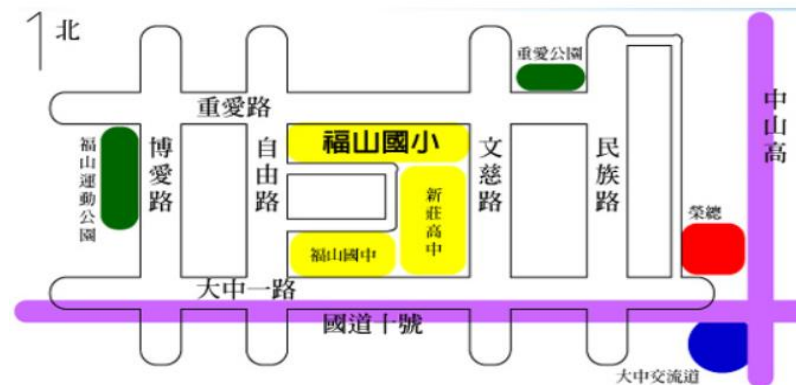 北
重愛公園
重愛路
中山高
福山國小
福山運動公園
博愛路
自由路
文慈路
民族路
新莊高中
榮總
福山國中
大中一路
國道十號
大中交流道